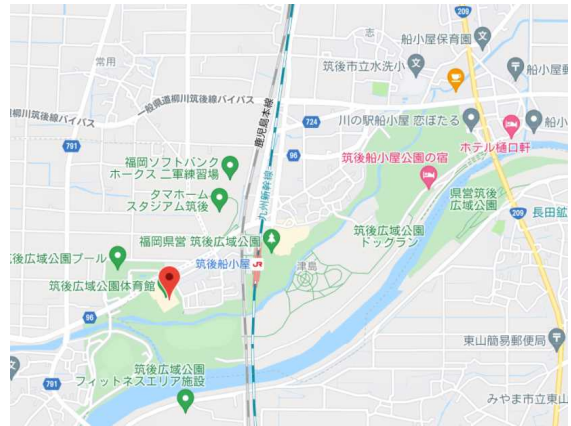 209
志
船小屋保育園
文
常用
筑後市立水洗小
文
船小屋郵
一般県道柳川筑後線バイパス
線バイパス
鹿児島本線
724
川の駅船小屋 恋ぼたる
船小
791
96
ホテル樋口軒
福岡ソフトバンク
ホークス 二軍練習場
筑後船小屋公園の宿
九州新幹線
タマホーム
スタジアム筑後
県営筑後
広域公園
209
長田鉱
福岡県営 筑後広域公園
筑後広域公園
ドッグラン
後広域公園プール
筑後船小屋
JR
津島
筑後広域公園体育館
96
東山簡易郵便局
文
筑後広域公園
フィットネスエリア施設
791
みやま市立東山
文